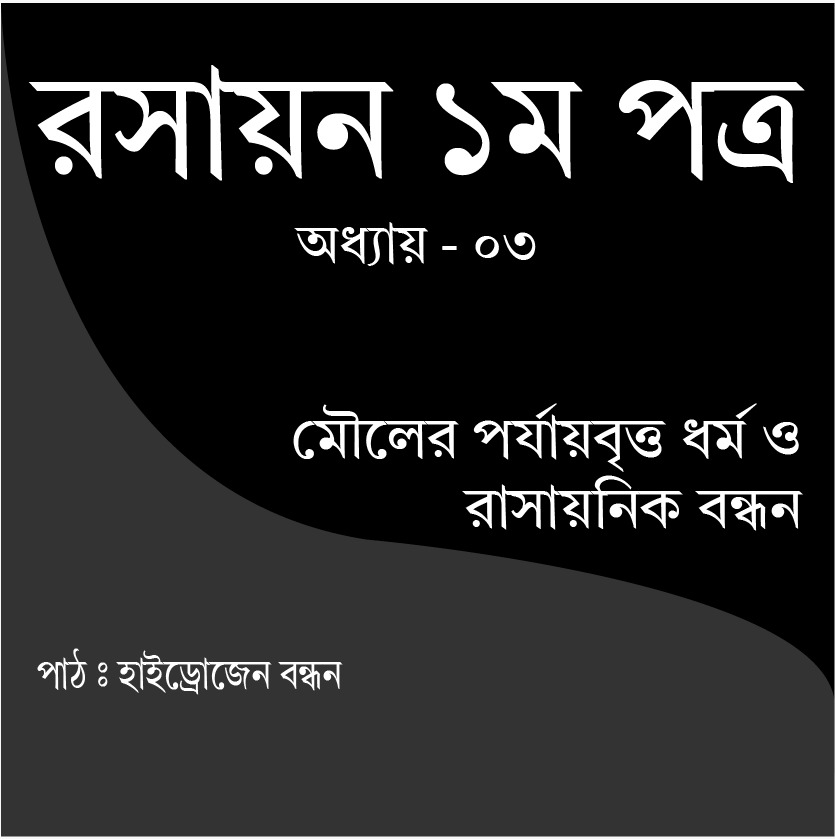 রসায়ন ১ম পত্র
অধ্যায় - ০৩
মৌলের পর্যায়বৃত্ত ধর্ম ও
রাসায়নিক বন্ধন
পাঠ ঃ হাইড্রোজেন বন্ধন